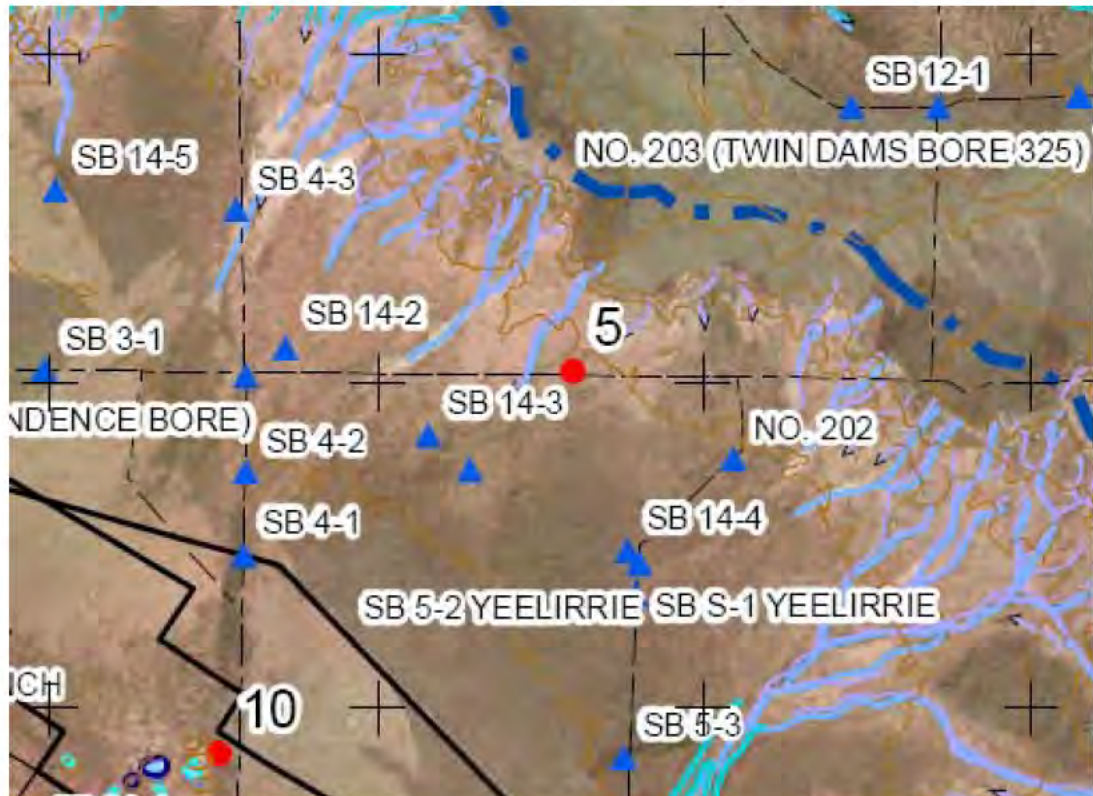 SB 12-1
SB 14-5
SB 4-3
NO. 203 (TWIN DAMS BORE 325)
SB 14-2
5
SB 3-1
SB 14-3
NDENCE BORE)
SB 4-2
NO. 202
SB 4-1
SB 14-4
SB 5-2 YEELIRRIE
SB S-1 YEELIRRIE
NCH
10
SB 5-3